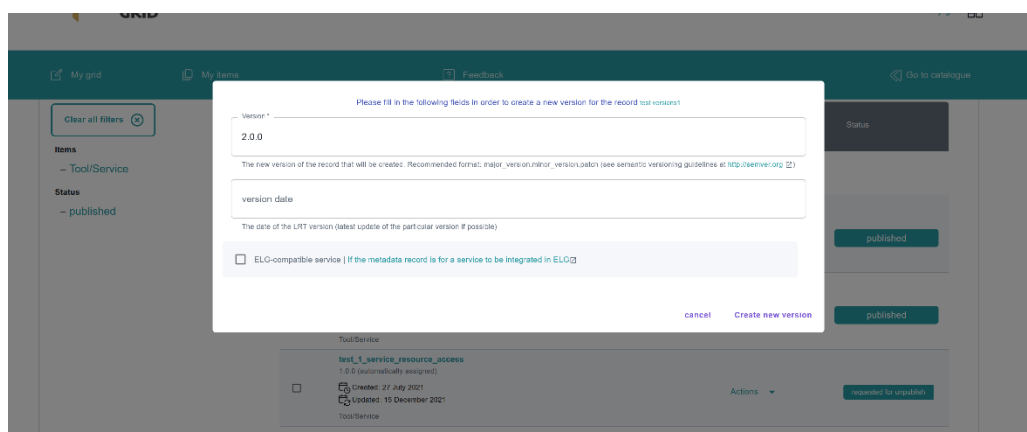 GRID
My grid
My items
Feedback
Go to catalogue
Clear all filters
Items
– Tool/Service
Status
– published
Status
published
published
Please fill in the following fields in order to create a new version for the record test versions1
Version *
2.0.0
The new version of the record that will be created. Recommended format: major_version.minor_version.patch (see semantic versioning guidelines at http://semver.org)
version date
The date of the LRT version (latest update of the particular version if possible)
ELG-compatible service | If the metadata record is for a service to be integrated in ELG
cancel
Create new version
Tool/Service
test_1_service_resource_access
1.0.0 (automatically assigned)
Created: 27 July 2021
Updated: 15 December 2021
Tool/Service
Actions
requested for unpublish